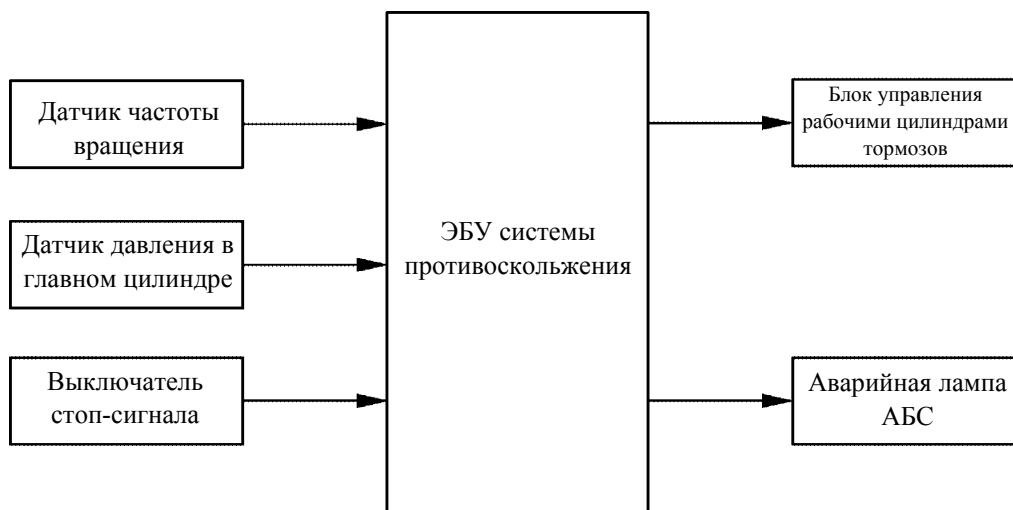 Датчик частоты
вращения
Датчик давления в
главном цилиндре
Выключатель
стоп-сигнала
ЭБУ системы
противоскольжения
Блок управления
рабочими цилиндрами
тормозов
Аварийная лампа
АБС